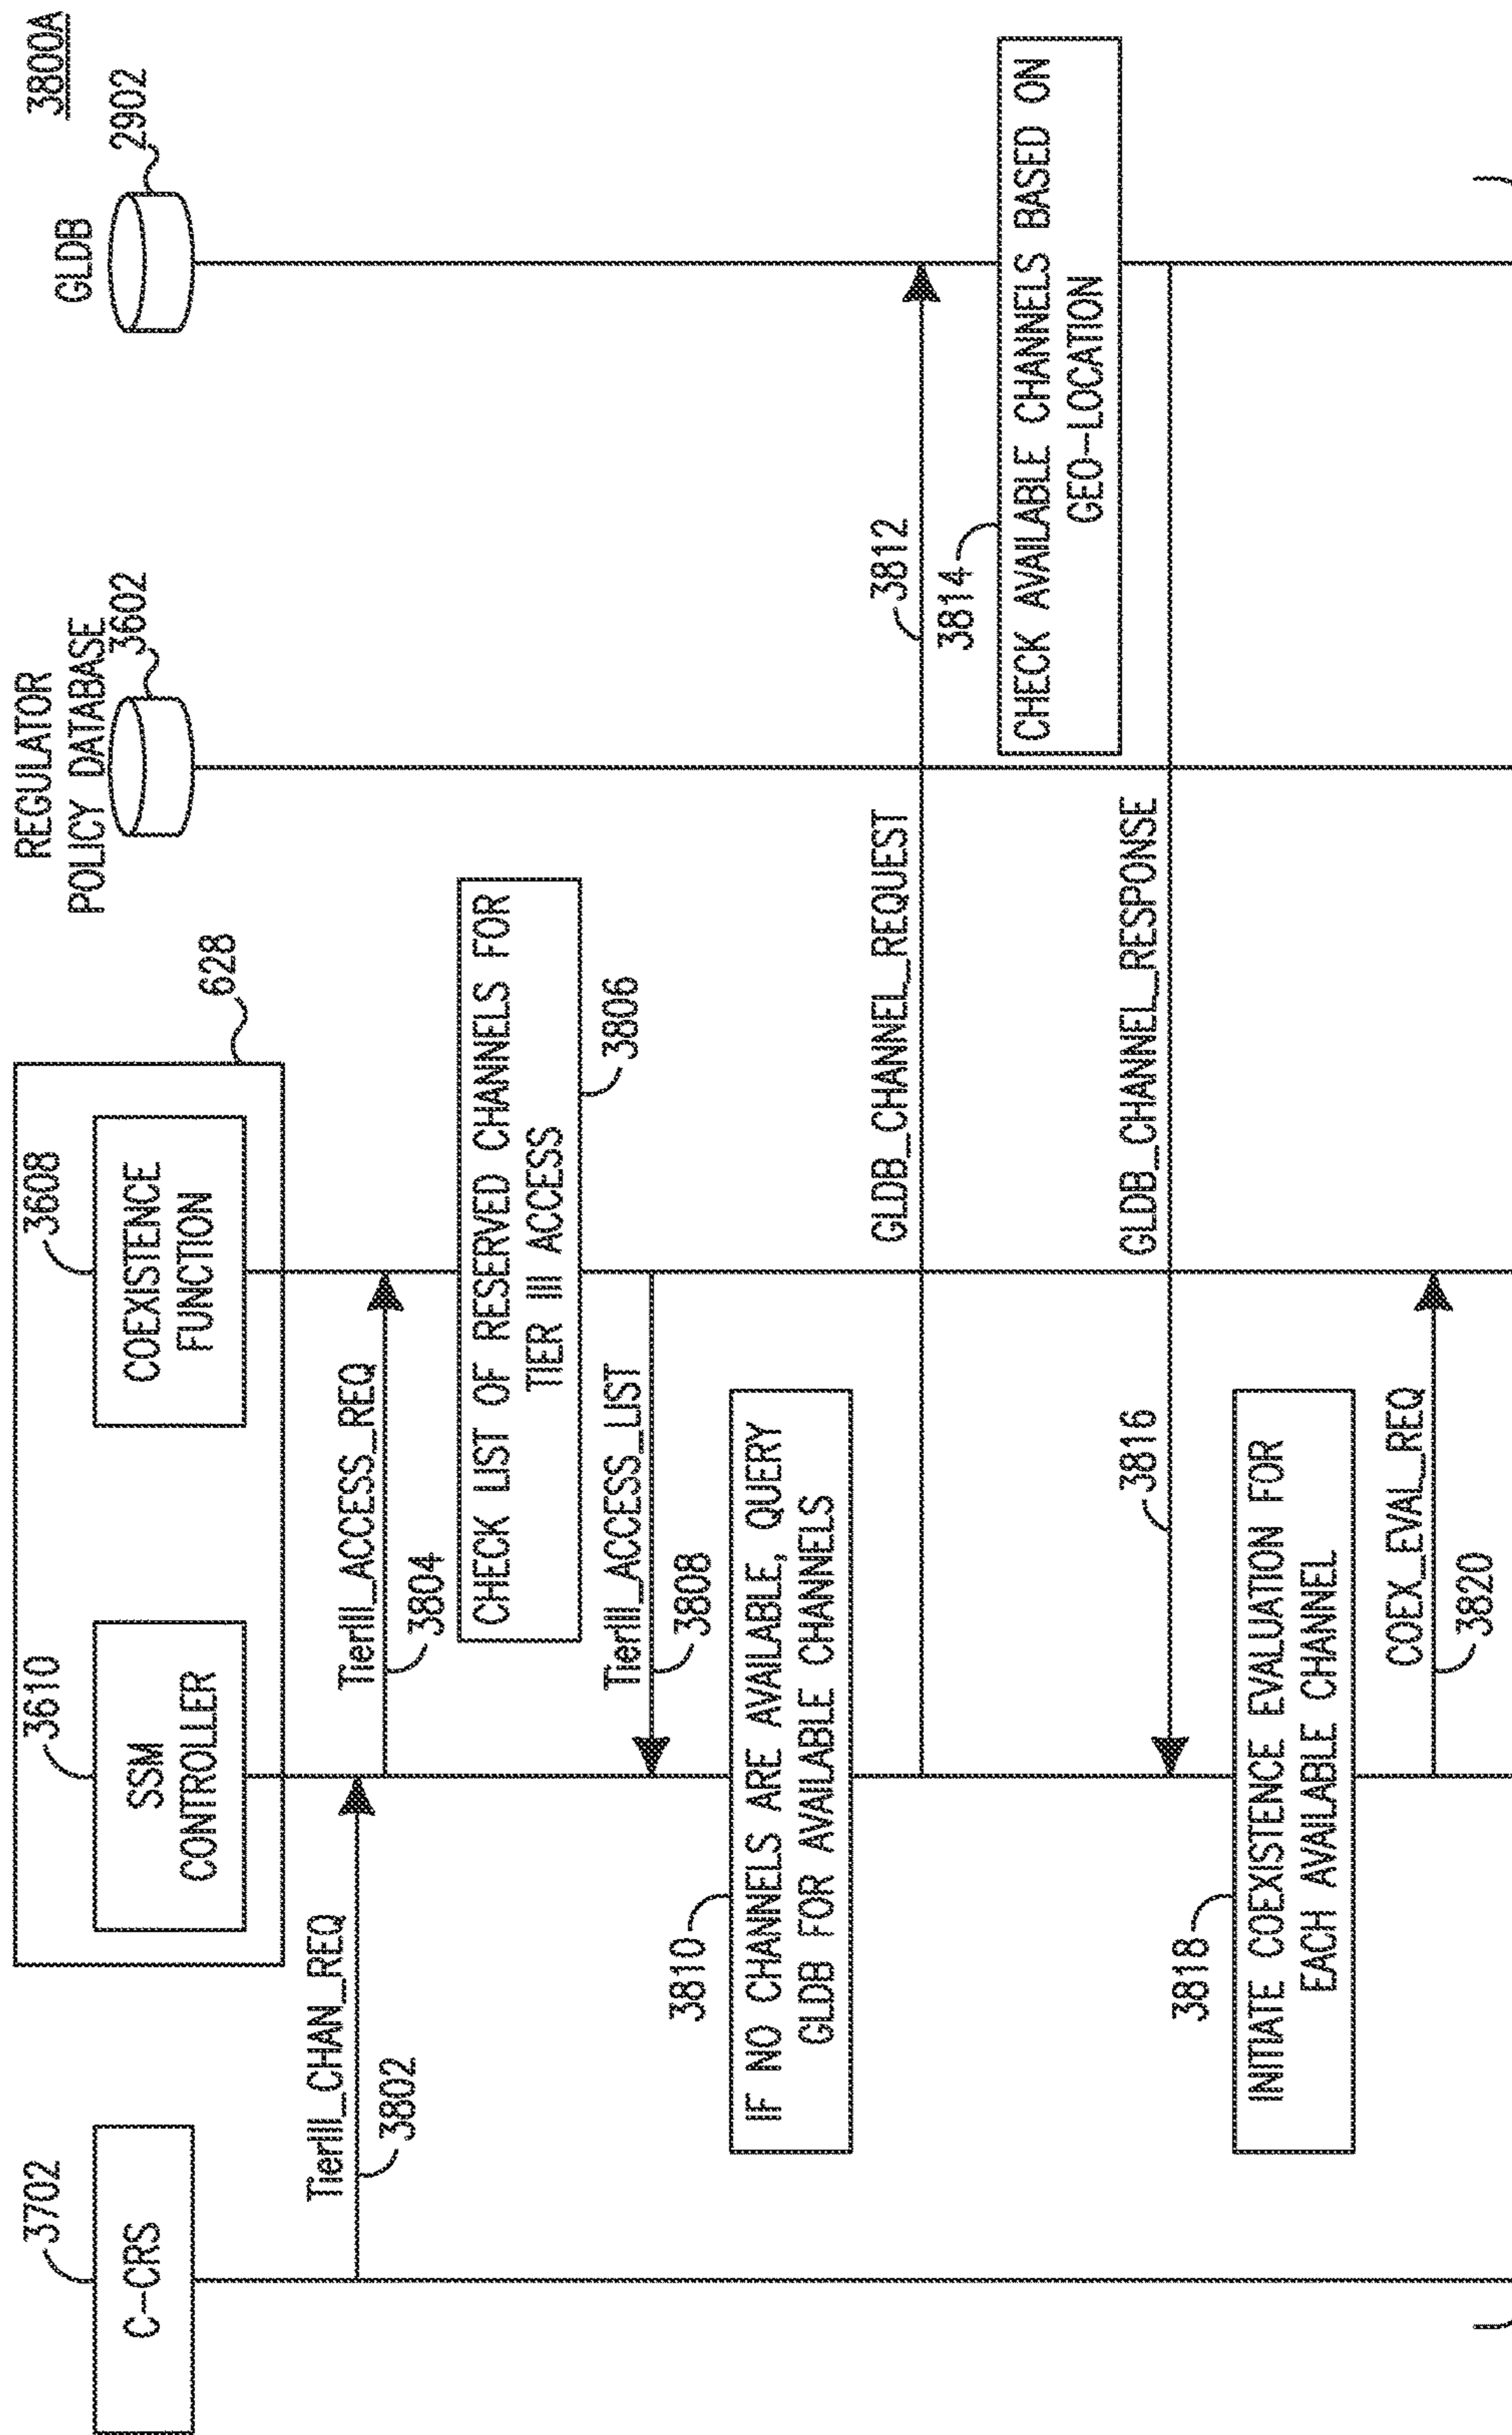 3800A
3702
C-CRS
3610
SSM
CONTROLLER
3608
COEXISTENCE
FUNCTION
628
REGULATOR
POLICY DATABASE
3602
GLDB
2902
TierIII_CHAN_REQ
3802
TierIII_ACCESS_REQ
3804
CHECK LIST OF RESERVED CHANNELS FOR
TIER III ACCESS
3806
TierIII_ACCESS_LIST
3808
3810
IF NO CHANNELS ARE AVAILABLE, QUERY
GLDB FOR AVAILABLE CHANNELS
GLDB_CHANNEL_REQUEST
3812
3814
CHECK AVAILABLE CHANNELS BASED ON
GEO-LOCATION
3816
GLDB_CHANNEL_RESPONSE
3818
INITIATE COEXISTENCE EVALUATION FOR
EACH AVAILABLE CHANNEL
COEX_EVAL_REQ
3820